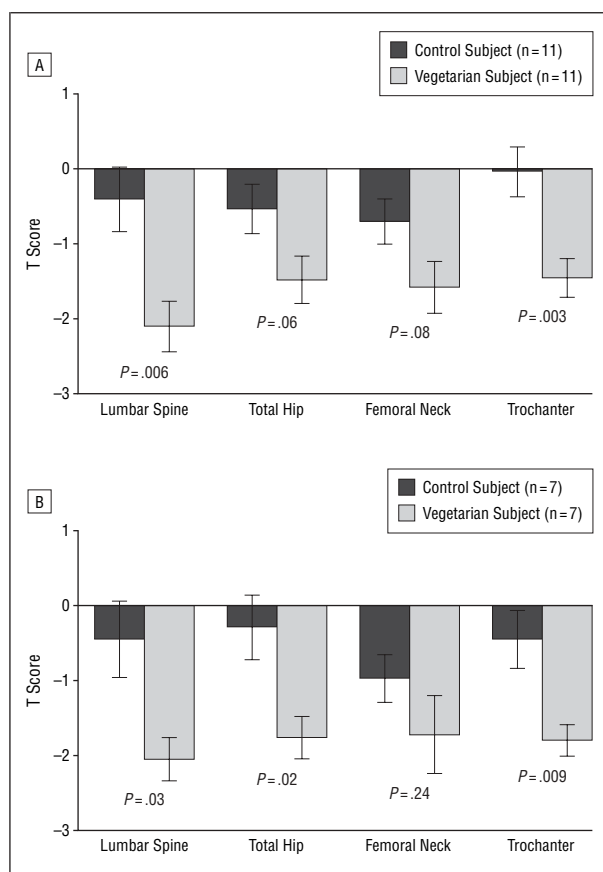 A
Control Subject (n=11)
Vegetarian Subject (n=11)
1
0
–1
–2
–3
T Score
P=.006
P=.06
P=.08
P=.003
Lumbar Spine
Total Hip
Femoral Neck
Trochanter
B
Control Subject (n=7)
Vegetarian Subject (n=7)
1
0
–1
–2
–3
T Score
P=.03
P=.02
P=.24
P=.009
Lumbar Spine
Total Hip
Femoral Neck
Trochanter